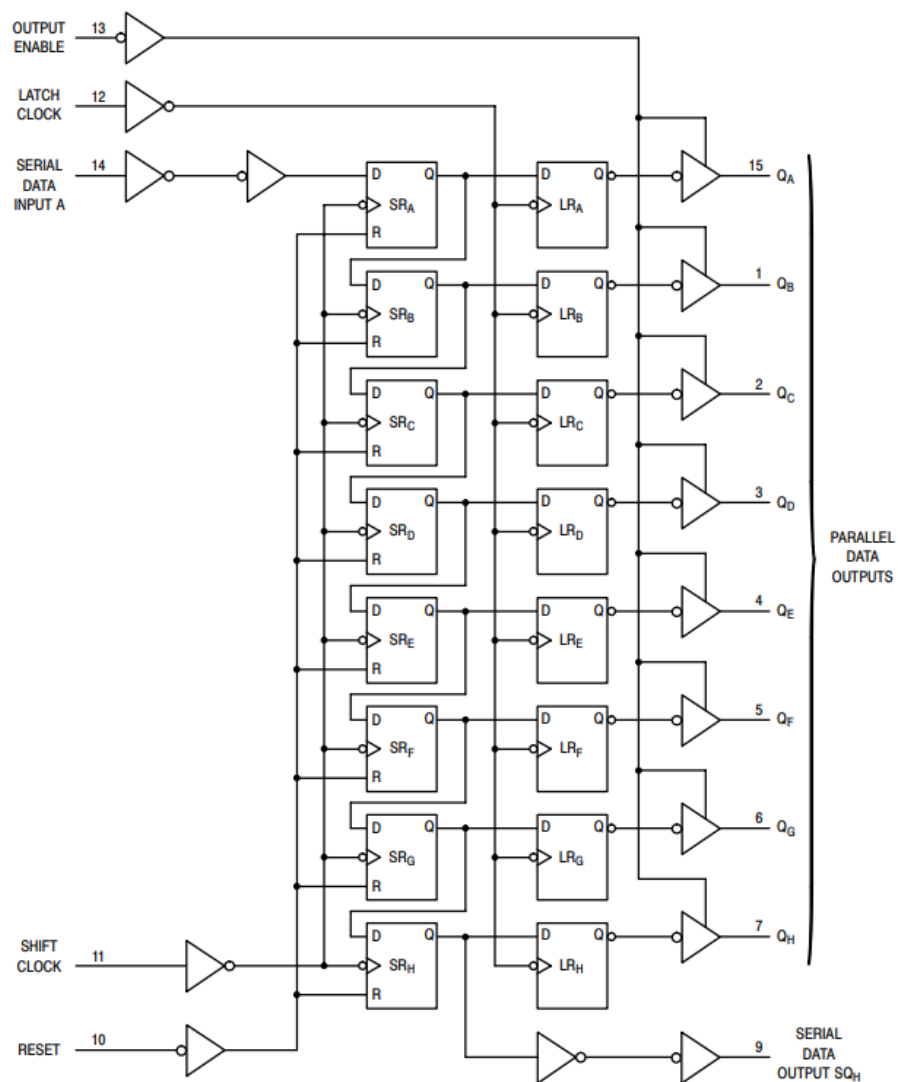 OUTPUT
ENABLE
13
LATCH
CLOCK
12
SERIAL
DATA
INPUT A
14
D
Q
SRA
R
D
Q
LRA
15
QA
D
Q
SRB
R
D
Q
LRB
1
QB
D
Q
SRC
R
D
Q
LRC
2
QC
D
Q
SRD
R
D
Q
LRD
3
QD
PARALLEL
DATA
OUTPUTS
D
Q
SRE
R
D
Q
LRE
4
QE
D
Q
SRF
R
D
Q
LRF
5
QF
D
Q
SRG
R
D
Q
LRG
6
QG
SHIFT
CLOCK
11
D
Q
SRH
R
D
Q
LRH
7
QH
RESET
10
9
SERIAL
DATA
OUTPUT SQH